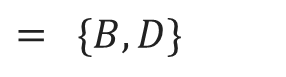 = {B, D}